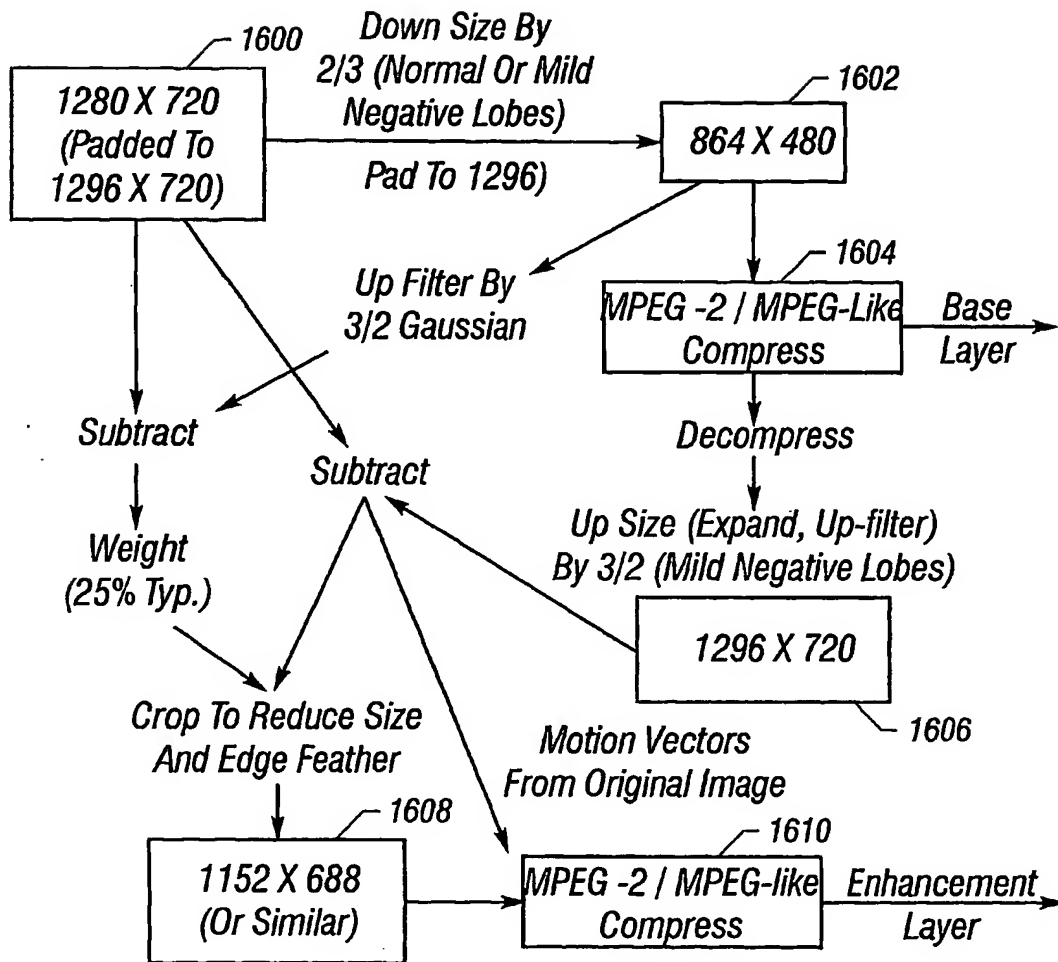 1600
1280 X 720
(Padded To
1296 X 720)
Down Size By
2/3 (Normal Or Mild
Negative Lobes)
Pad To 1296)
1602
864 X 480
Up Filter By
3/2 Gaussian
1604
MPEG -2 / MPEG-Like
Compress
Base
Layer
Subtract
Subtract
Decompress
Weight
(25% Typ.)
Up Size (Expand, Up-filter)
By 3/2 (Mild Negative Lobes)
1296 X 720
1606
Crop To Reduce Size
And Edge Feather
Motion Vectors
From Original Image
1608
1152 X 688
(Or Similar)
1610
MPEG -2 / MPEG-like
Compress
Enhancement
Layer